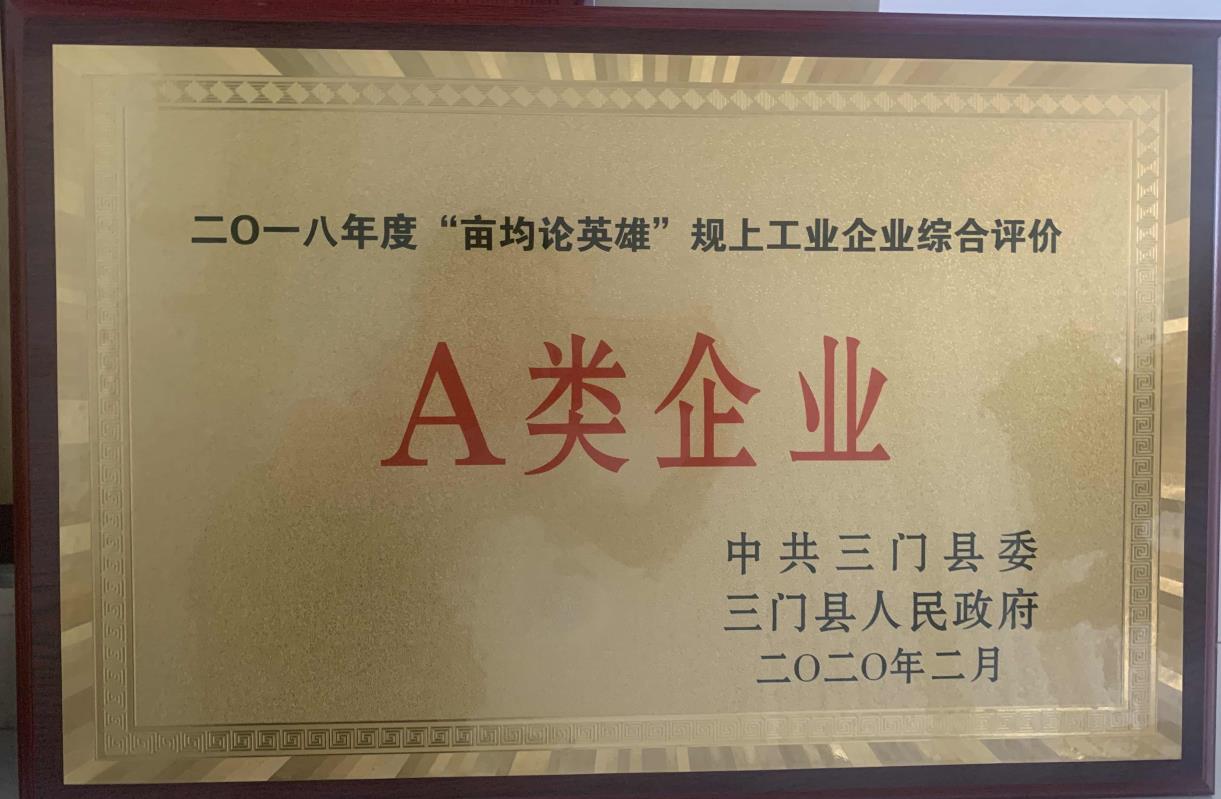 二〇一八年度“亩均论英雄”规上工业企业综合评价
A类企业
中共三门县委
三门县人民政府
二〇二〇年二月